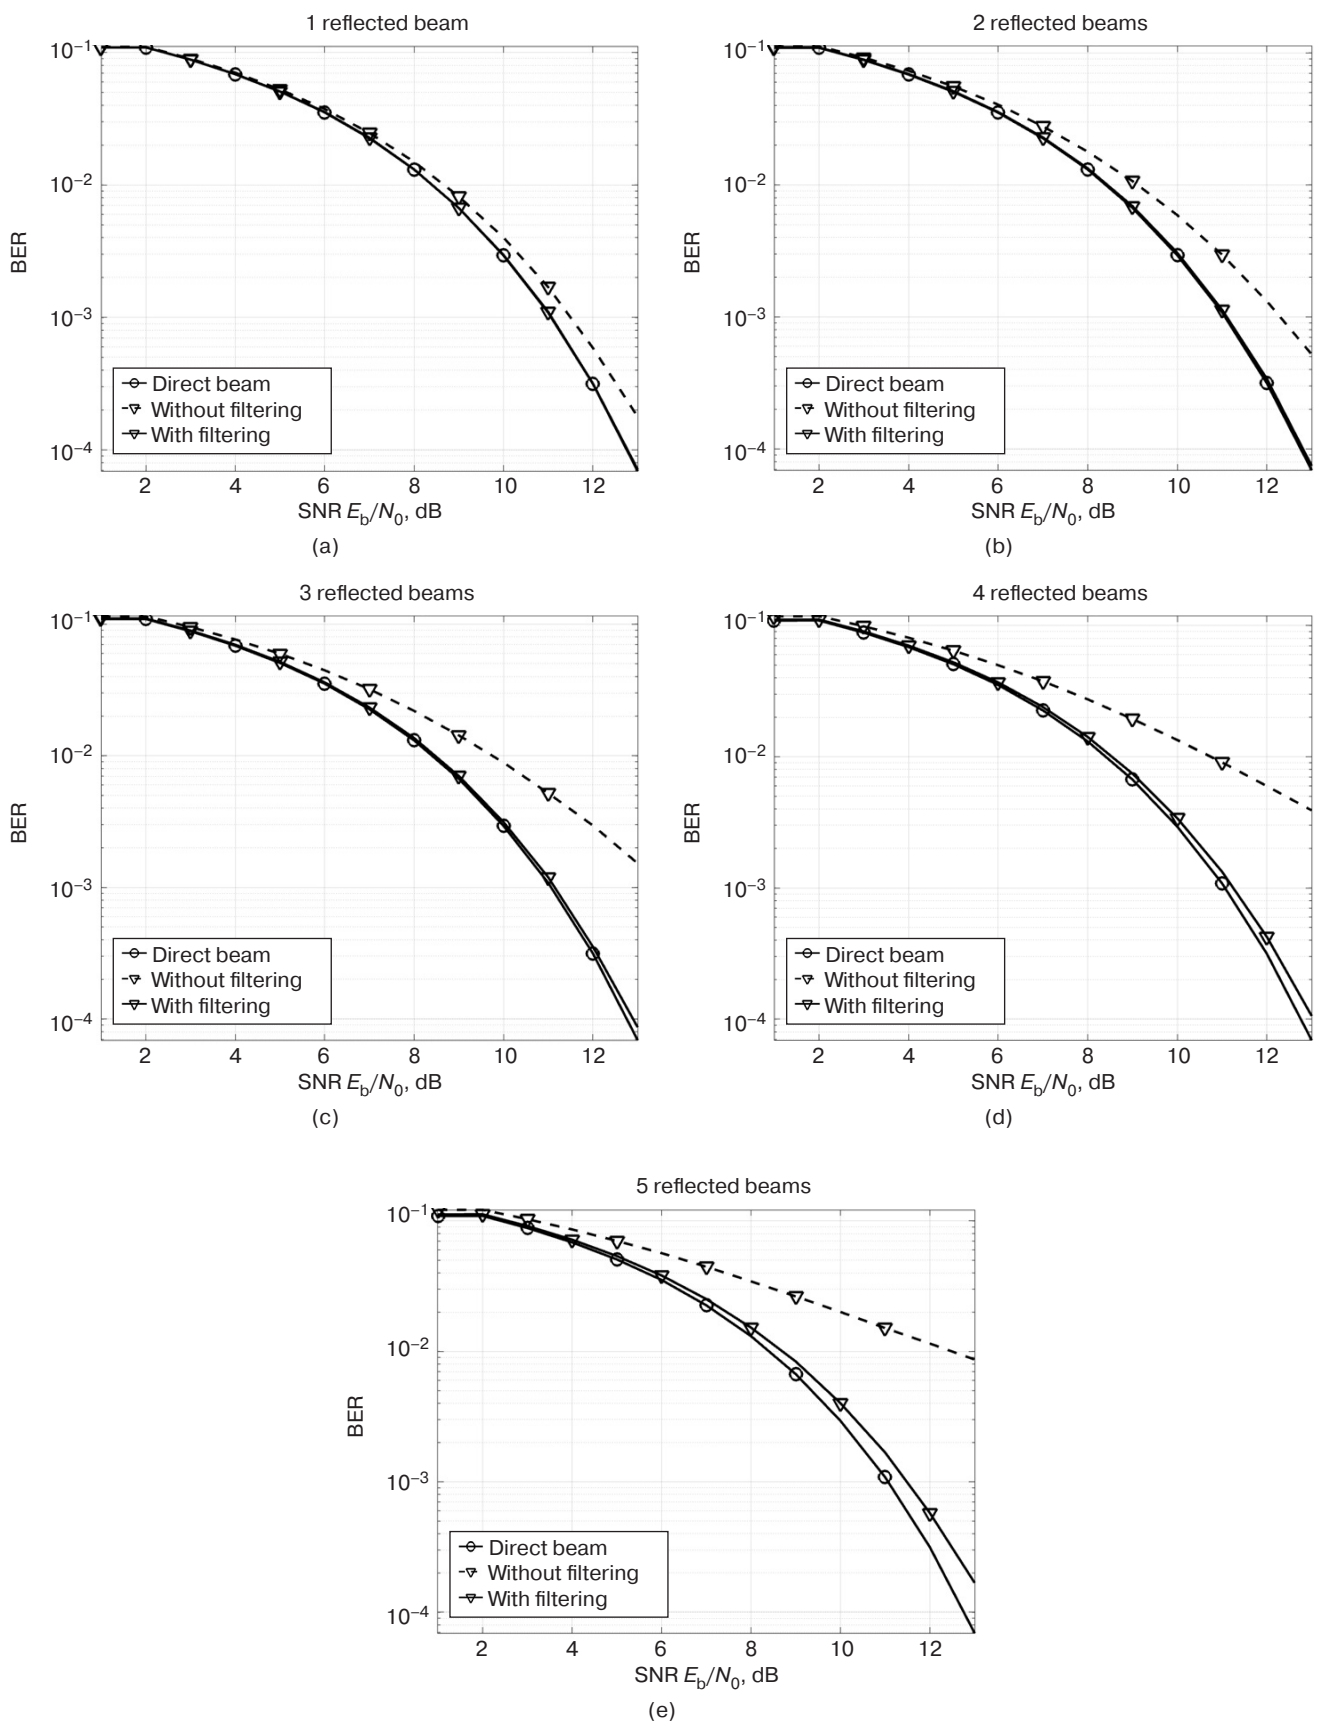 1 reflected beam
10⁻¹
10⁻²
10⁻³
10⁻⁴
BER
Direct beam
Without filtering
With filtering
2 4 6 8 10 12
SNR E_b/N_0, dB
(a)
2 reflected beams
10⁻¹
10⁻²
10⁻³
10⁻⁴
BER
Direct beam
Without filtering
With filtering
2 4 6 8 10 12
SNR E_b/N_0, dB
(b)
3 reflected beams
10⁻¹
10⁻²
10⁻³
10⁻⁴
BER
Direct beam
Without filtering
With filtering
2 4 6 8 10 12
SNR E_b/N_0, dB
(c)
4 reflected beams
10⁻¹
10⁻²
10⁻³
10⁻⁴
BER
Direct beam
Without filtering
With filtering
2 4 6 8 10 12
SNR E_b/N_0, dB
(d)
5 reflected beams
10⁻¹
10⁻²
10⁻³
10⁻⁴
BER
Direct beam
Without filtering
With filtering
2 4 6 8 10 12
SNR E_b/N_0, dB
(e)